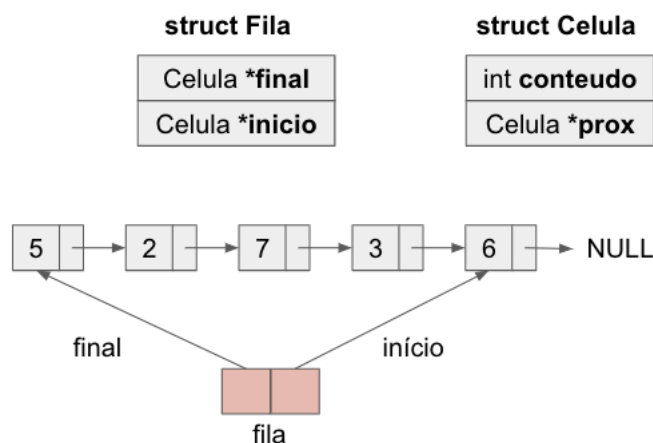 struct Fila
struct Celula
Celula *final
int conteudo
Celula *inicio
Celula *prox
5 2 7 3 6 NULL
final
início
fila